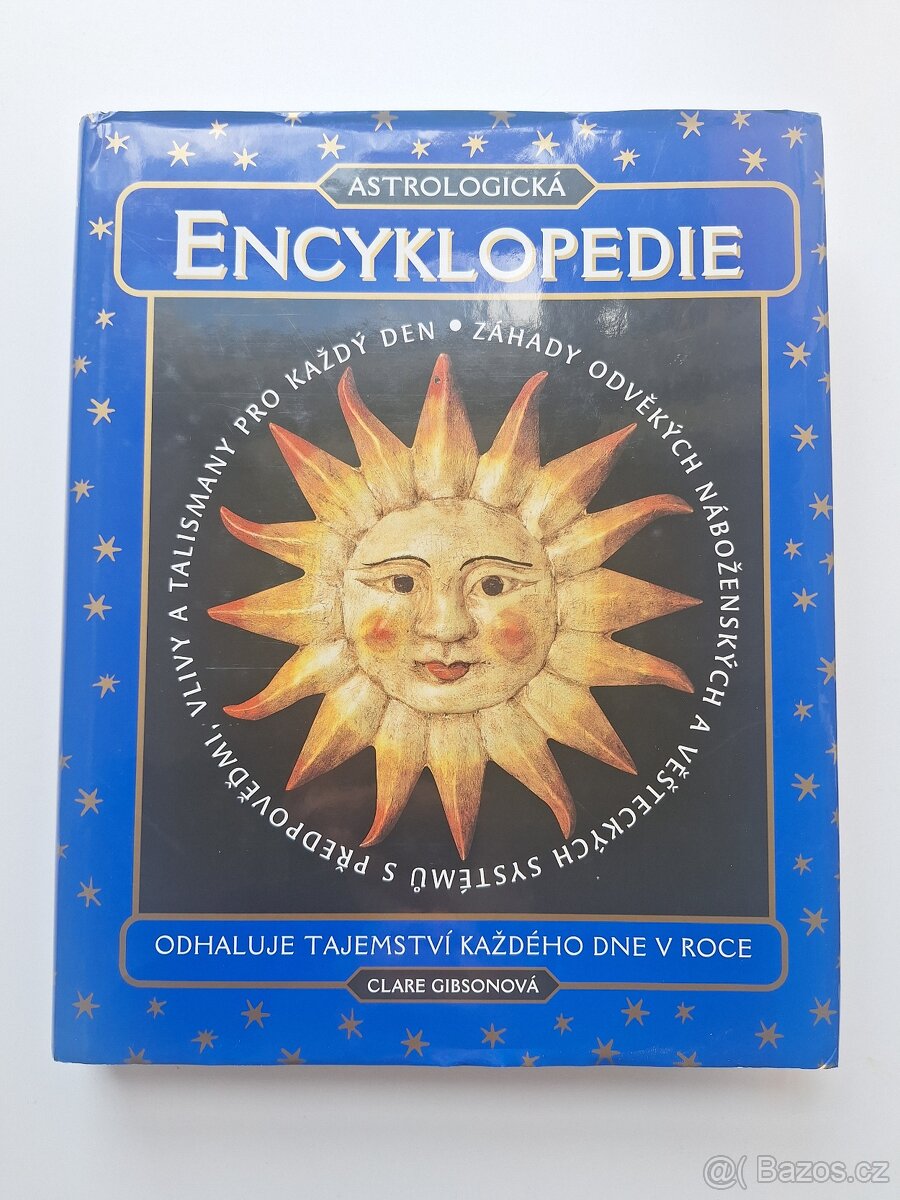 ASTROLOGICKÁ
ENCYKLOPEDIE
ZÁHADY ODVĚKÝCH NÁBOŽENSKÝCH A VĚŠTECKÝCH SYSTÉMŮ S PŘEDPOVĚĎMI, VLIVY A TALISMANY PRO KAŽDÝ DEN •
ODHALUJE TAJEMSTVÍ KAŽDÉHO DNE V ROCE
CLARE GIBSONOVÁ
@( Bazos.cz